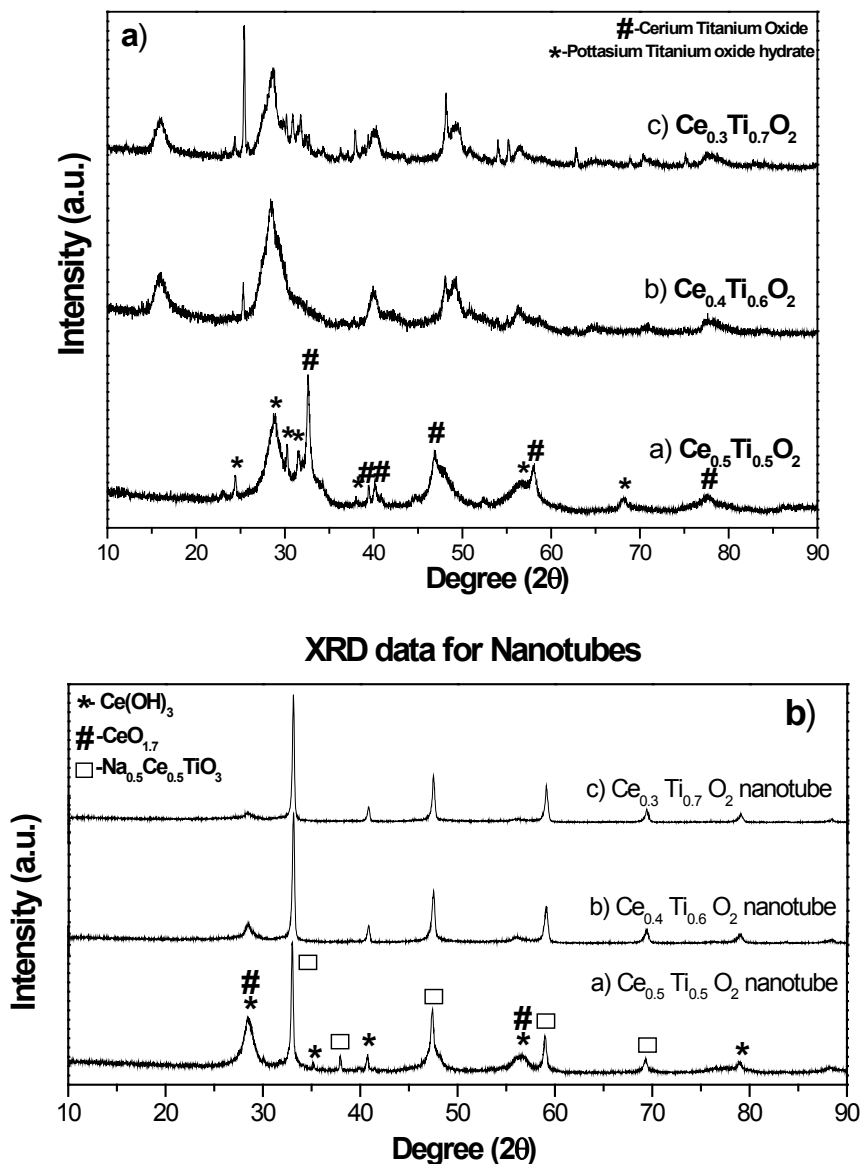 a)
#-Cerium Titanium Oxide
*-Pottasium Titanium oxide hydrate
c) Ce0.3Ti0.7O2
b) Ce0.4Ti0.6O2
a) Ce0.5Ti0.5O2
* * * * # * # # # * # * #
Intensity (a.u.)
10 20 30 40 50 60 70 80 90
Degree (2θ)
XRD data for Nanotubes
b)
*- Ce(OH)3
#-CeO1.7
□-Na0.5Ce0.5TiO3
c) Ce0.3 Ti0.7 O2 nanotube
b) Ce0.4 Ti0.6 O2 nanotube
a) Ce0.5 Ti0.5 O2 nanotube
# □ □ # □ □
* * □ * * *
Intensity (a.u.)
10 20 30 40 50 60 70 80 90
Degree (2θ)